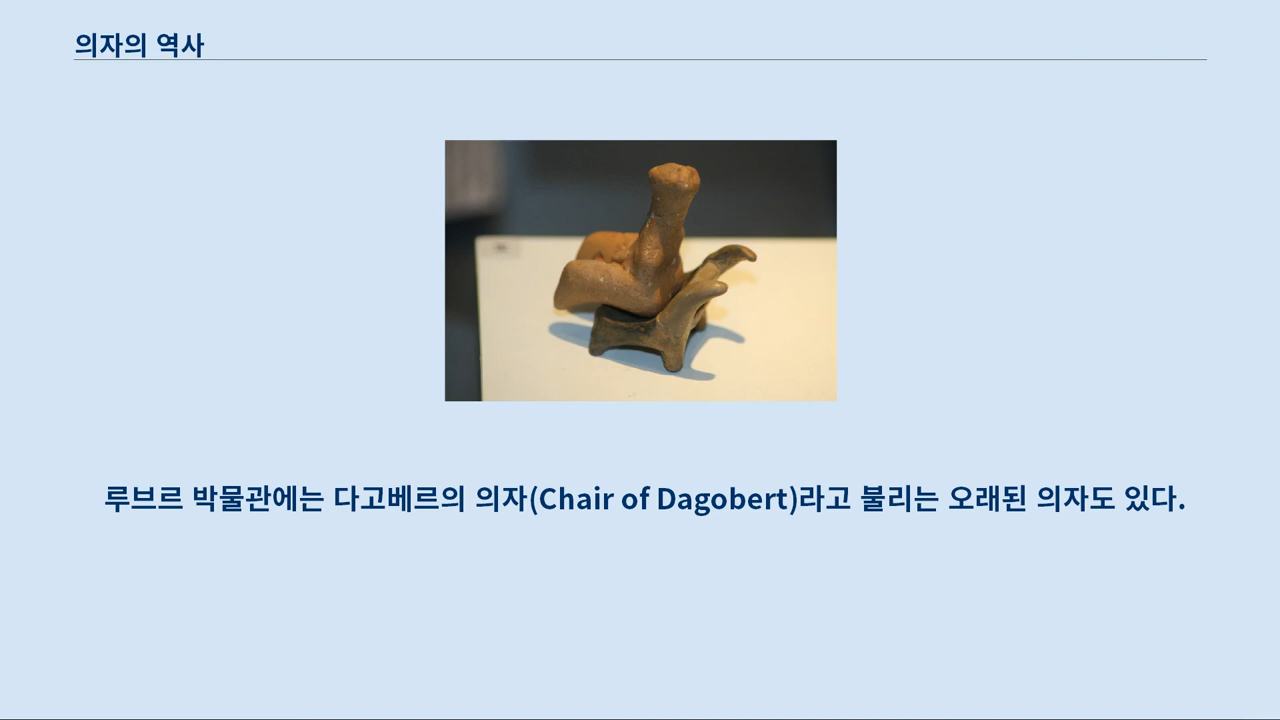 의자의 역사
루브르 박물관에는 다고베르의 의자(Chair of Dagobert)라고 불리는 오래된 의자도 있다.